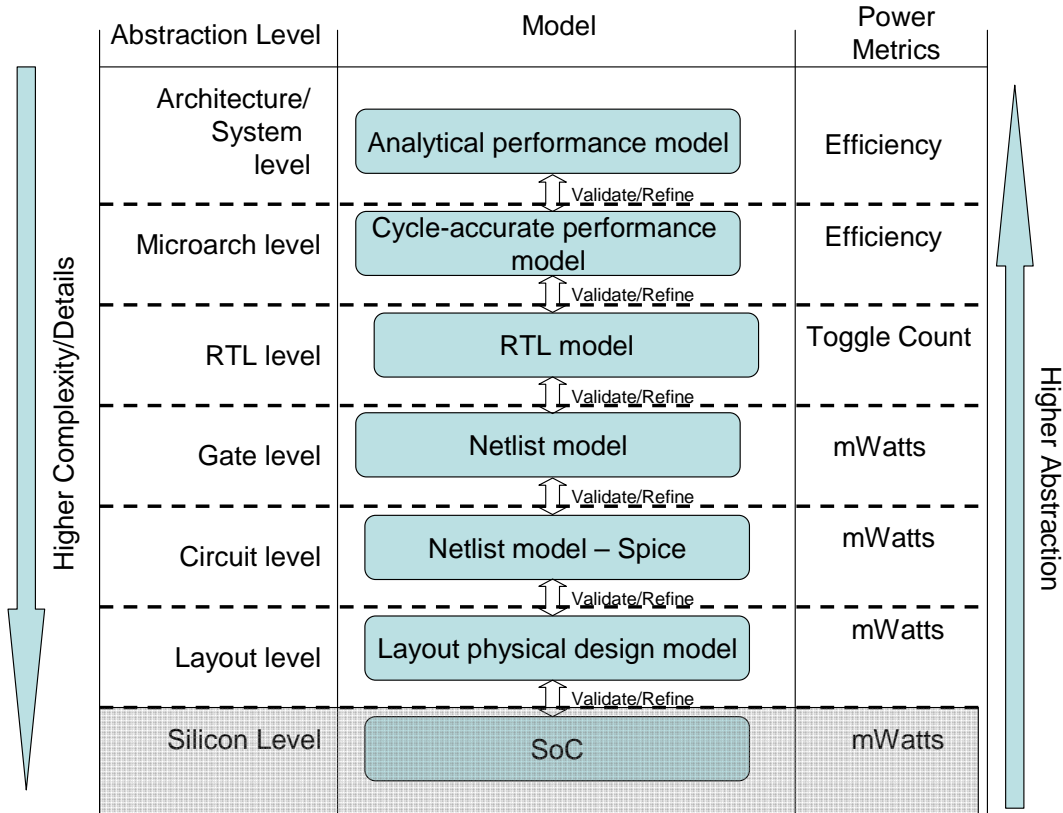 Abstraction Level
Model
Power
Metrics
Architecture/
System
level
Analytical performance model
Efficiency
Validate/Refine
Microarch level
Cycle-accurate performance
model
Efficiency
Validate/Refine
RTL level
RTL model
Toggle Count
Validate/Refine
Gate level
Netlist model
mWatts
Validate/Refine
Circuit level
Netlist model – Spice
mWatts
Validate/Refine
Layout level
Layout physical design model
mWatts
Validate/Refine
Silicon Level
SoC
mWatts
Higher Complexity/Details
Higher Abstraction